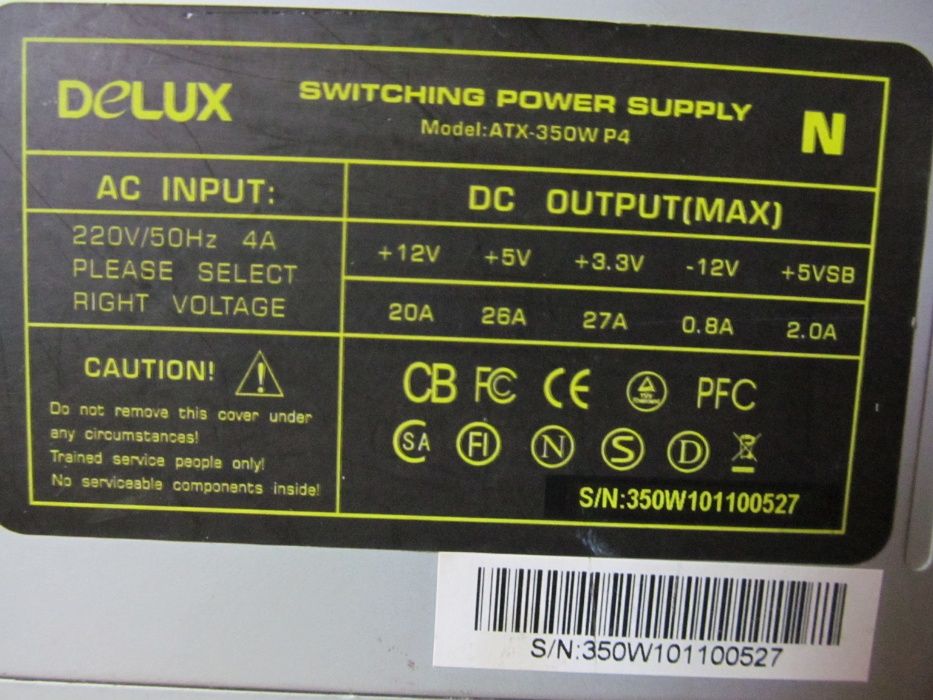 DeLUX
SWITCHING POWER SUPPLY
Model:ATX-350W P4
N
AC INPUT:
220V/50Hz 4A
PLEASE SELECT
RIGHT VOLTAGE
DC OUTPUT(MAX)
+12V +5V +3.3V -12V +5VSB
20A 26A 27A 0.8A 2.0A
CAUTION!
Do not remove this cover under
any circumstances!
Trained service people only!
No serviceable components inside!
CB FC CE PFC
SA FI N S D
S/N:350W101100527
S/N:350W101100527